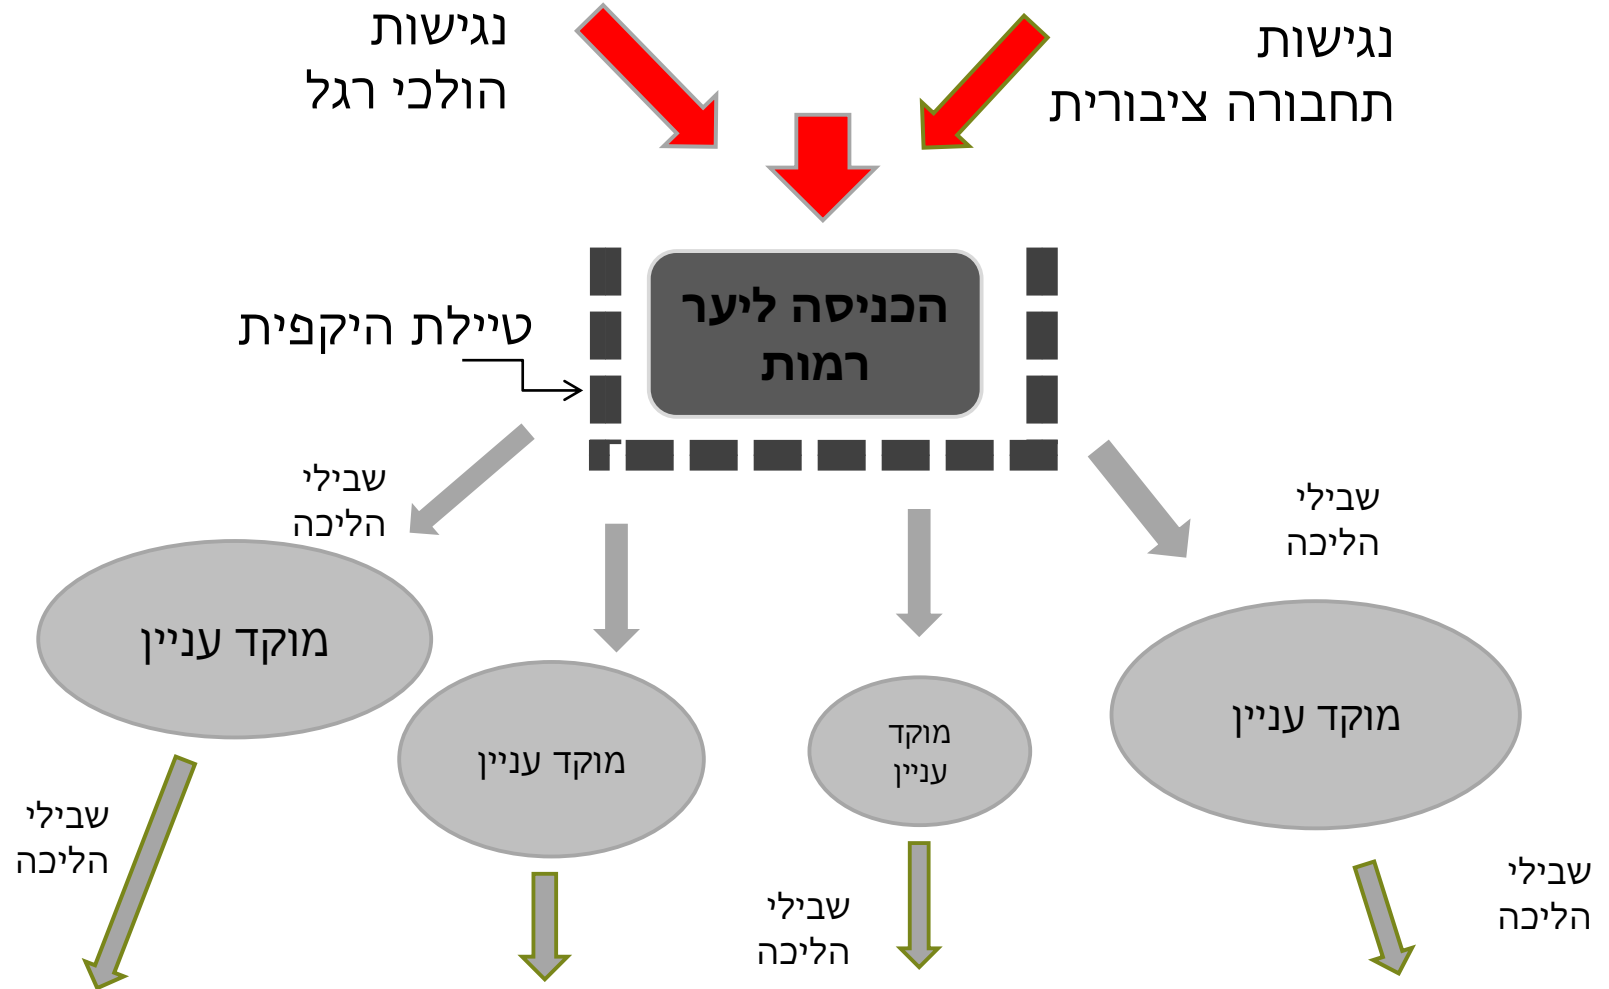 נגישות
תחבורה ציבורית
נגישות
הולכי רגל
הכניסה ליער
רמות
טיילת היקפית
שבילי
הליכה
שבילי
הליכה
מוקד עניין
מוקד
עניין
מוקד עניין
מוקד עניין
שבילי
הליכה
שבילי
הליכה
שבילי
הליכה